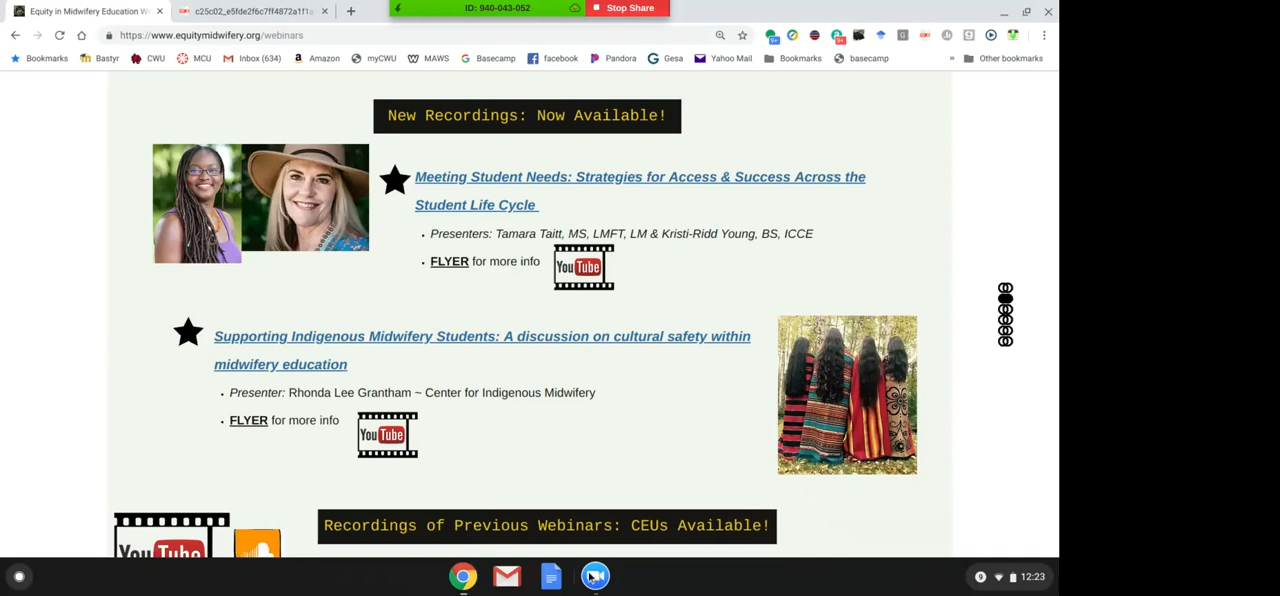 Equity in Midwifery Education W
c25c02_e5fde2f6c7ff4872a1f1a
ID: 940-043-052
Stop Share
https://www.equitymidwifery.org/webinars
Bookmarks Bastyr CWU MCU Inbox (634) Amazon myCWU MAWS Basecamp facebook Pandora Gesa Yahoo Mail Bookmarks basecamp » Other bookmarks
New Recordings: Now Available!
Meeting Student Needs: Strategies for Access & Success Across the
Student Life Cycle
• Presenters: Tamara Taitt, MS, LMFT, LM & Kristi-Ridd Young, BS, ICCE
• FLYER for more info
YouTube
Supporting Indigenous Midwifery Students: A discussion on cultural safety within
midwifery education
• Presenter: Rhonda Lee Grantham ~ Center for Indigenous Midwifery
• FLYER for more info
YouTube
Recordings of Previous Webinars: CEUs Available!
YouTube
12:23